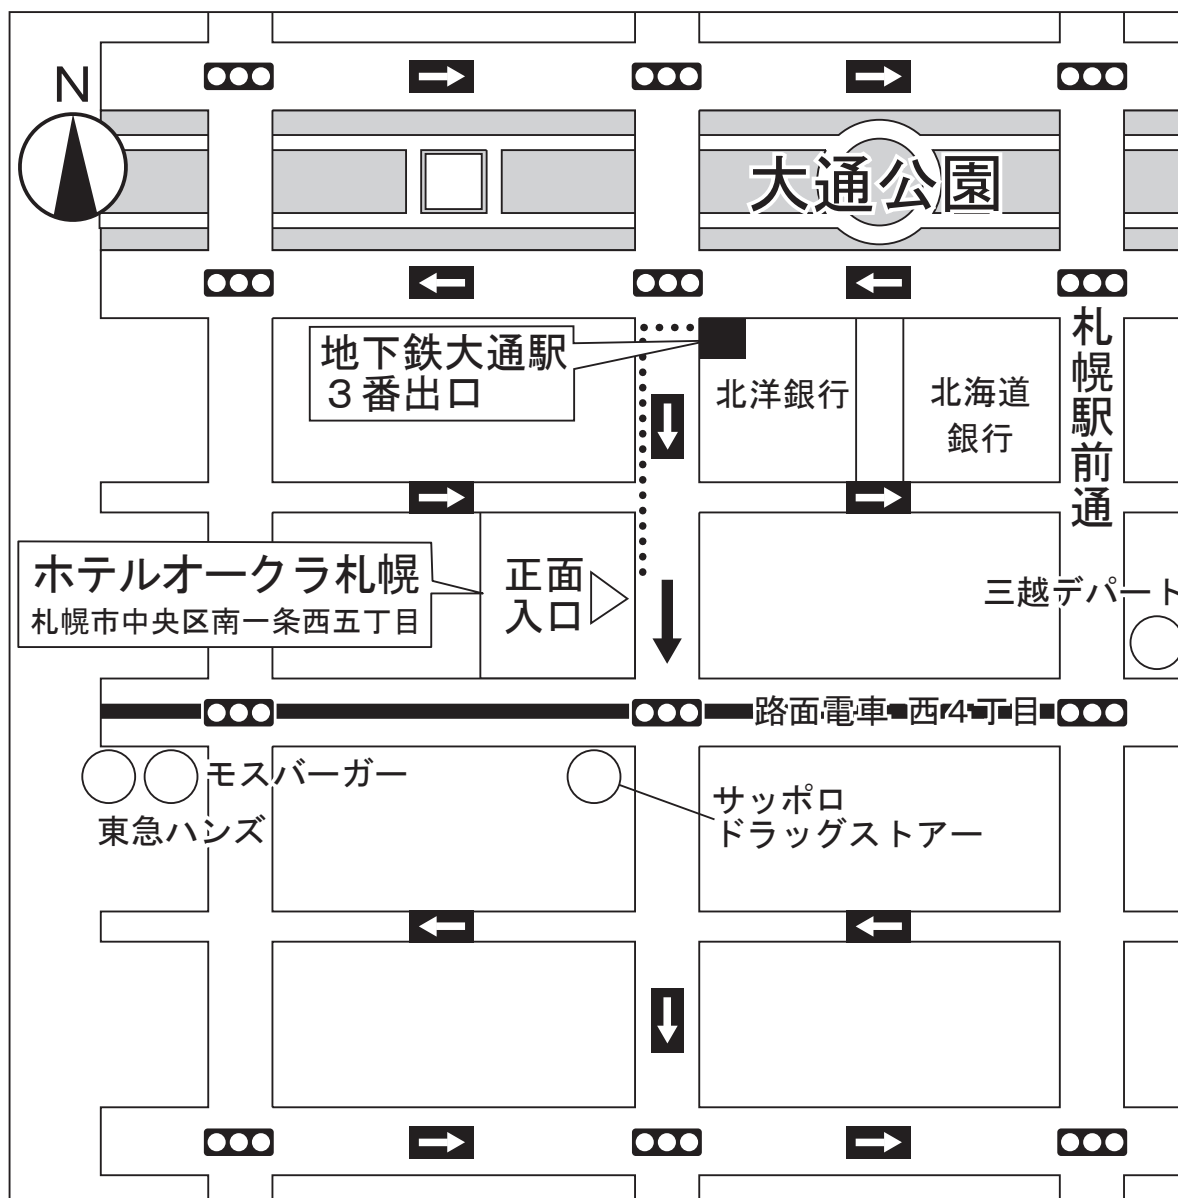 N
大通公園
地下鉄大通駅
３番出口
北洋銀行
北海道
銀行
札幌駅前通
ホテルオークラ札幌
札幌市中央区南一条西五丁目
正面
入口
三越デパート
路面電車 西４丁目
モスバーガー
東急ハンズ
サッポロ
ドラッグストアー